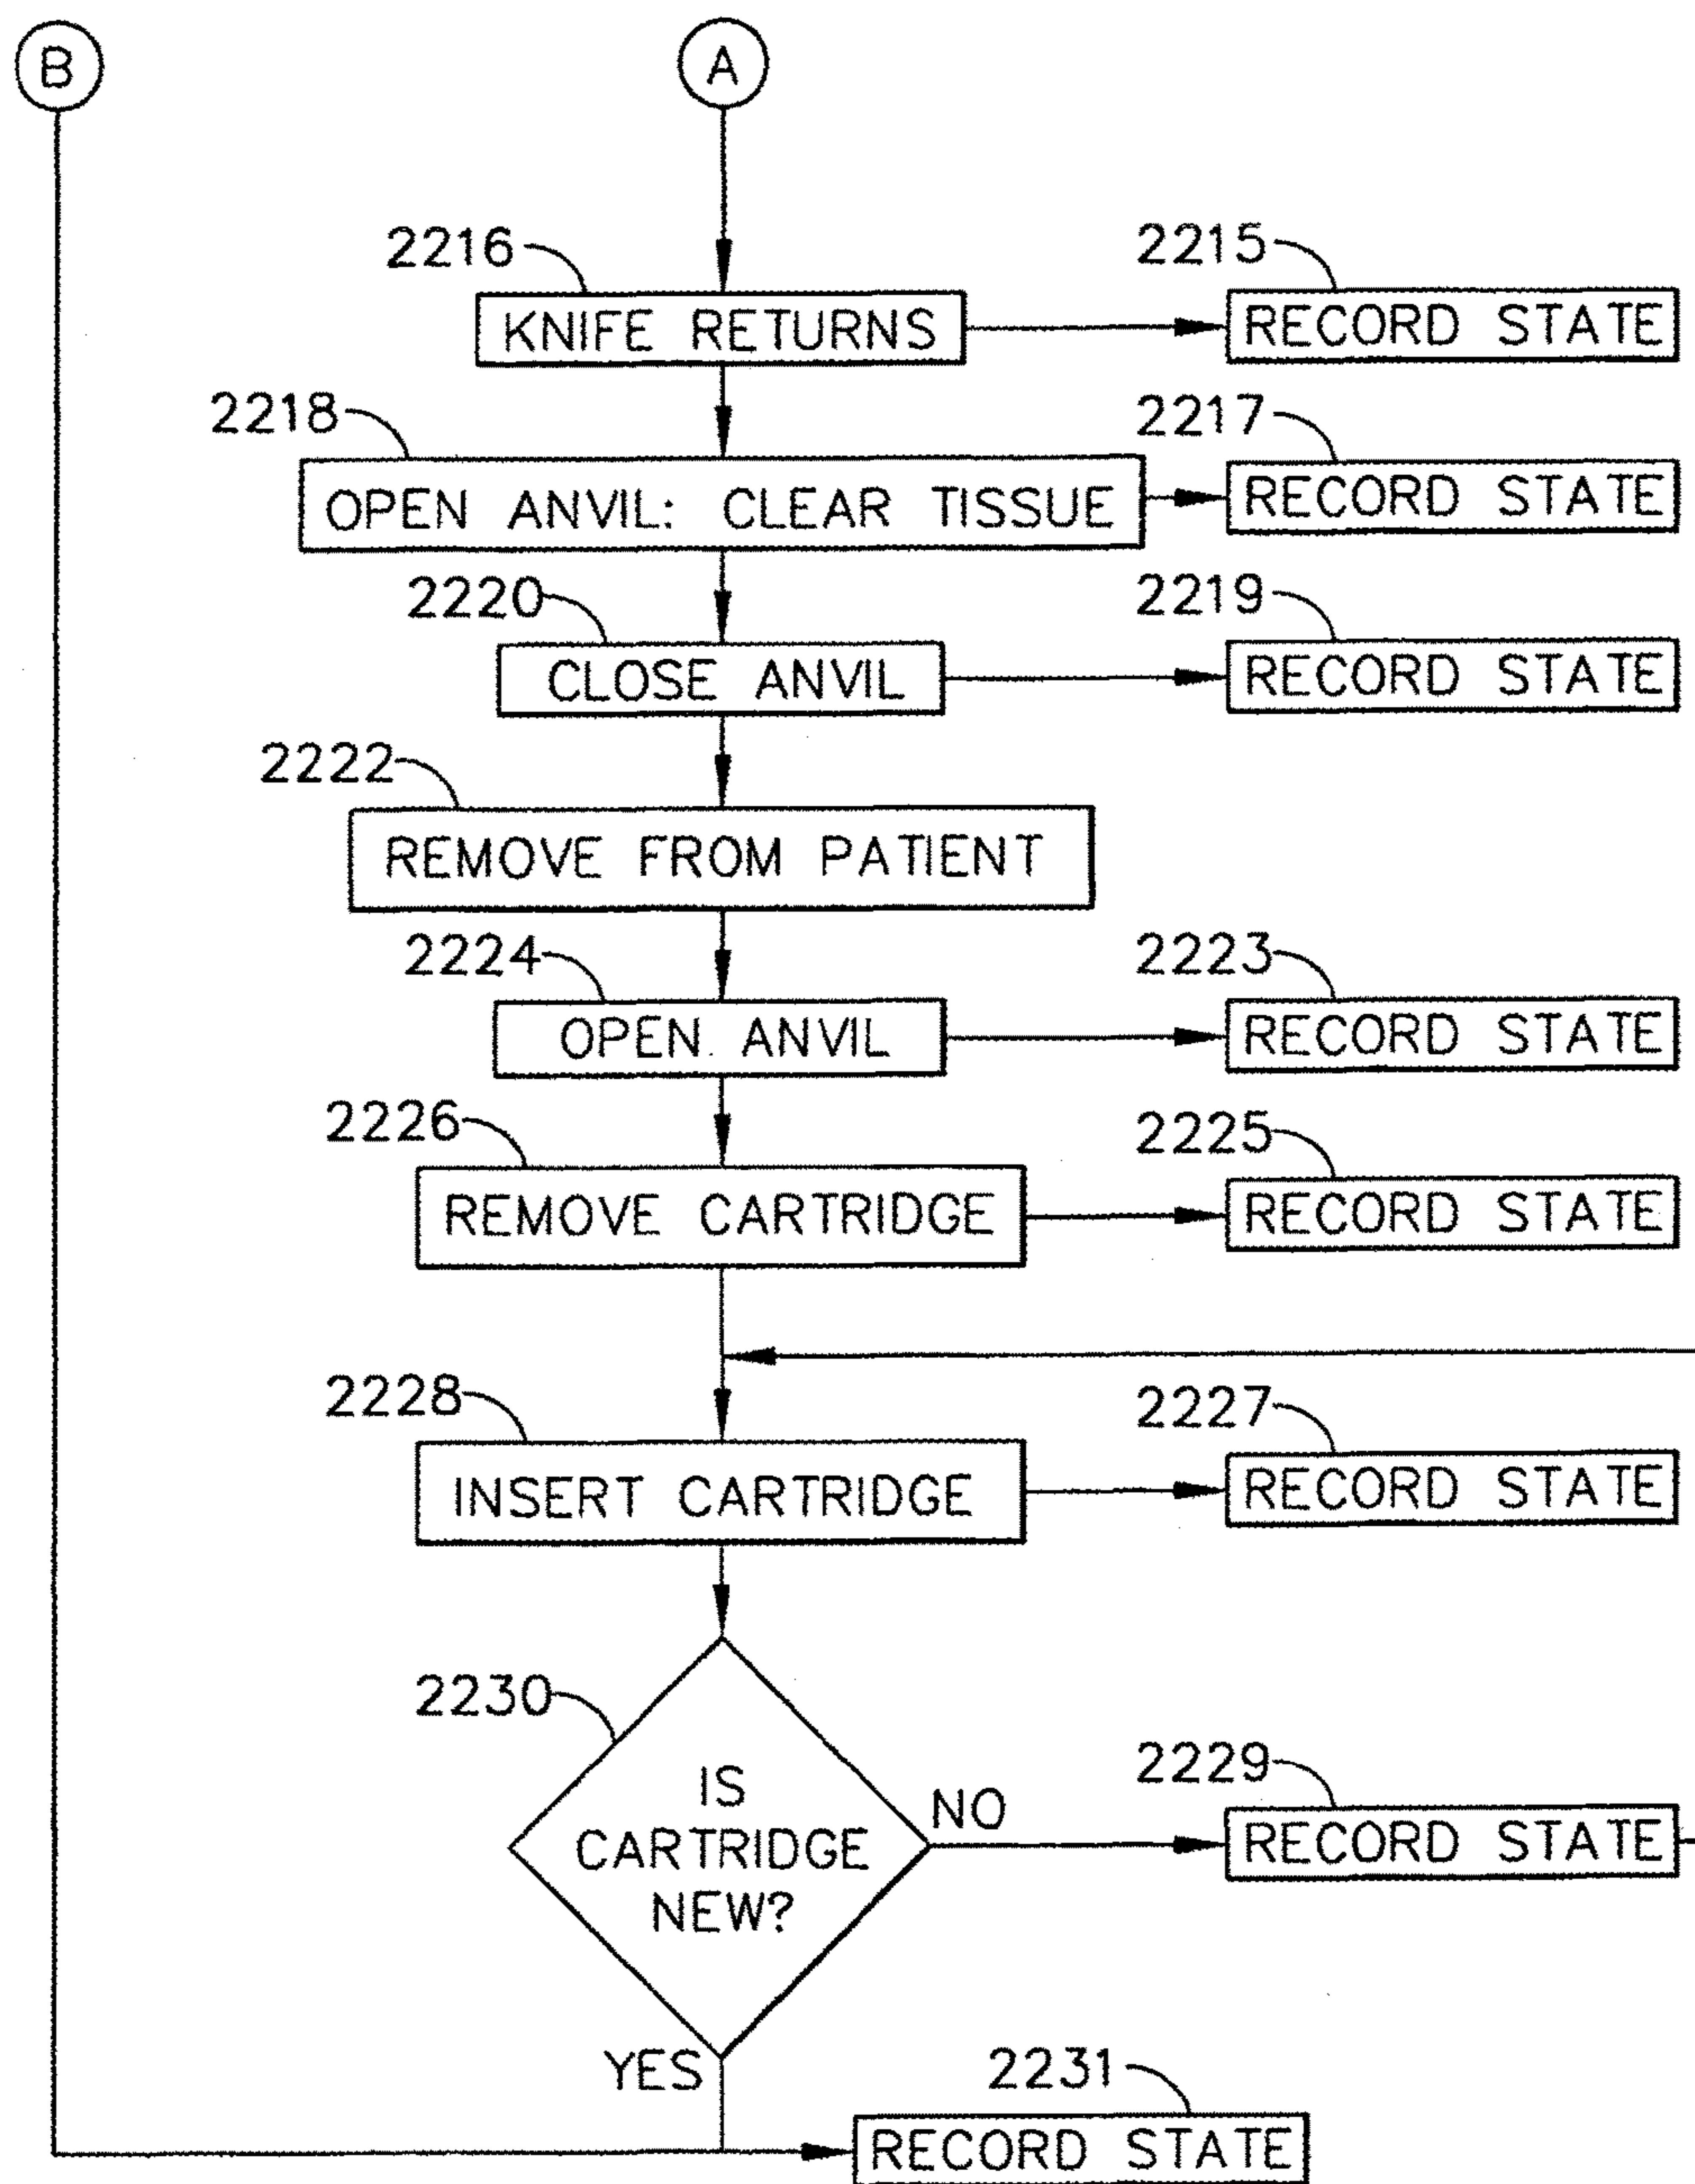 B
A
2216
2215
KNIFE RETURNS
RECORD STATE
2218
2217
OPEN ANVIL: CLEAR TISSUE
RECORD STATE
2220
2219
CLOSE ANVIL
RECORD STATE
2222
REMOVE FROM PATIENT
2224
2223
OPEN ANVIL
RECORD STATE
2226
2225
REMOVE CARTRIDGE
RECORD STATE
2228
2227
INSERT CARTRIDGE
RECORD STATE
2230
IS
CARTRIDGE
NEW?
NO
2229
RECORD STATE
YES
2231
RECORD STATE